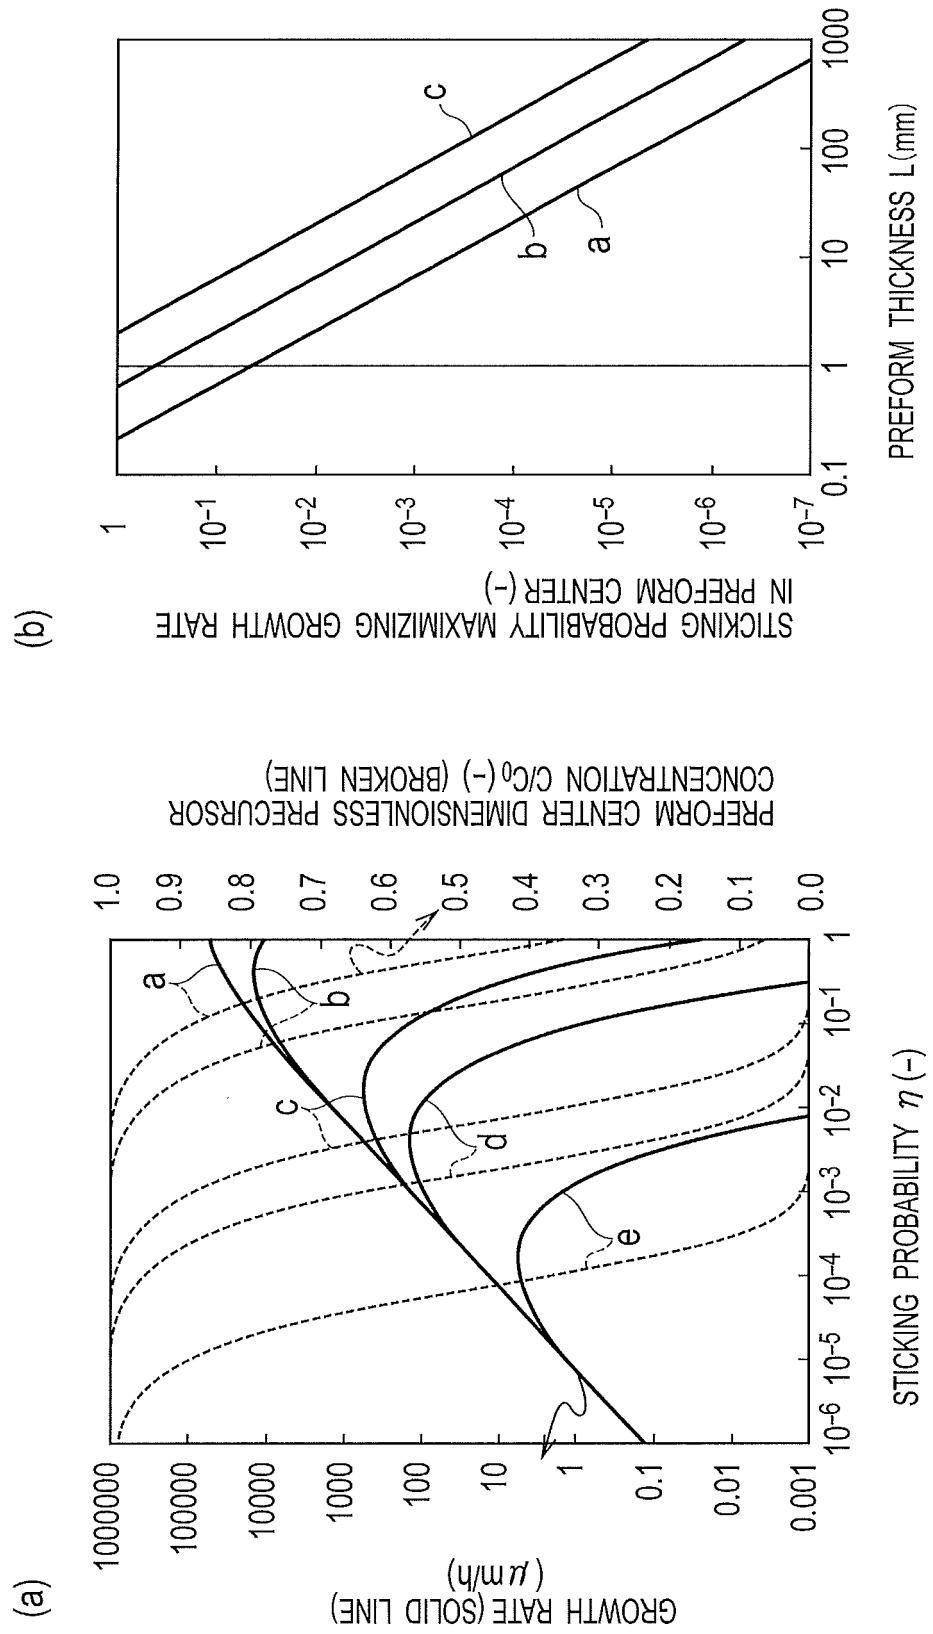 (a)
GROWTH RATE (SOLID LINE)
(μm/h)
1000000
100000
10000
1000
100
10
1
0.1
0.01
0.001
a
b
c
d
e
10-6
10-5
10-4
10-3
10-2
10-1
1
STICKING PROBABILITY η (-)
1.0
0.9
0.8
0.7
0.6
0.5
0.4
0.3
0.2
0.1
0.0
PREFORM CENTER DIMENSIONLESS PRECURSOR
CONCENTRATION C/C0 (-) (BROKEN LINE)
(b)
STICKING PROBABILITY MAXIMIZING GROWTH RATE
IN PREFORM CENTER (-)
1
10-1
10-2
10-3
10-4
10-5
10-6
10-7
c
b
a
0.1
1
10
100
1000
PREFORM THICKNESS L(mm)